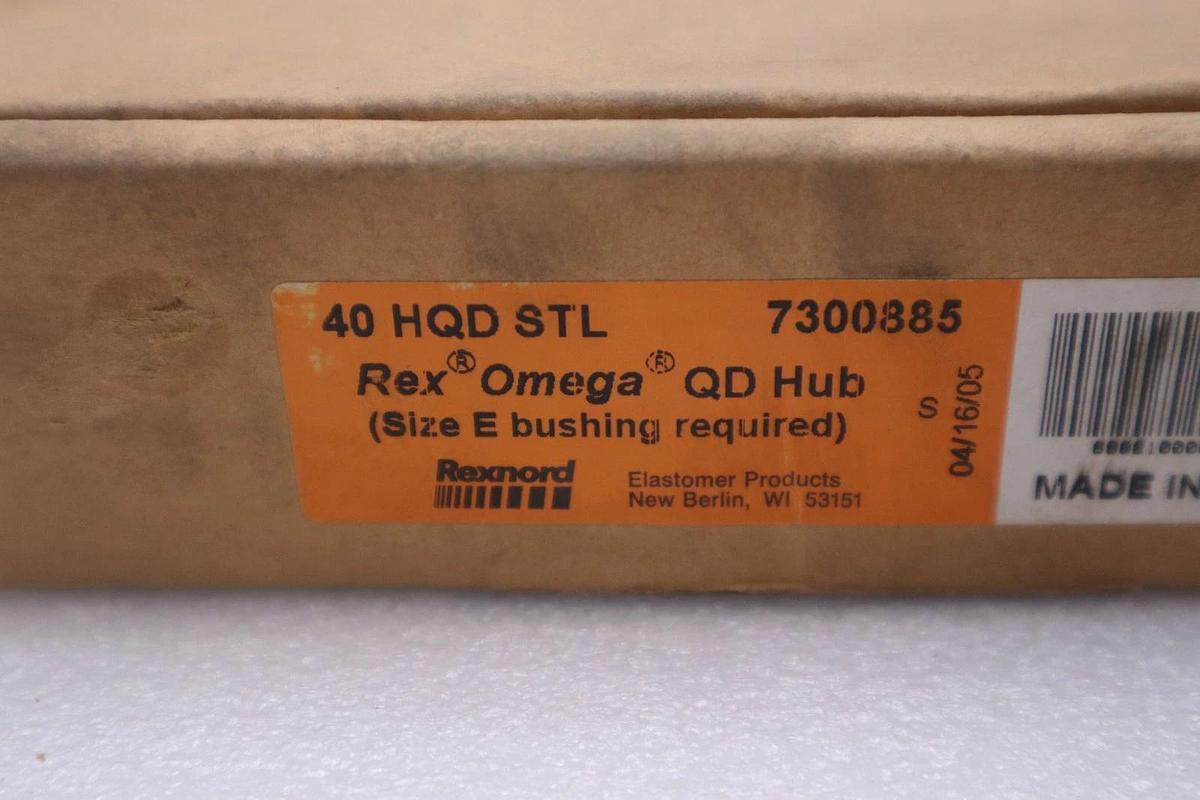 40 HQD STL 7300885
Rex® Omega® QD Hub
(Size E bushing required)
Rexnord
Elastomer Products
New Berlin, WI 53151
S
04/16/05
MADE IN